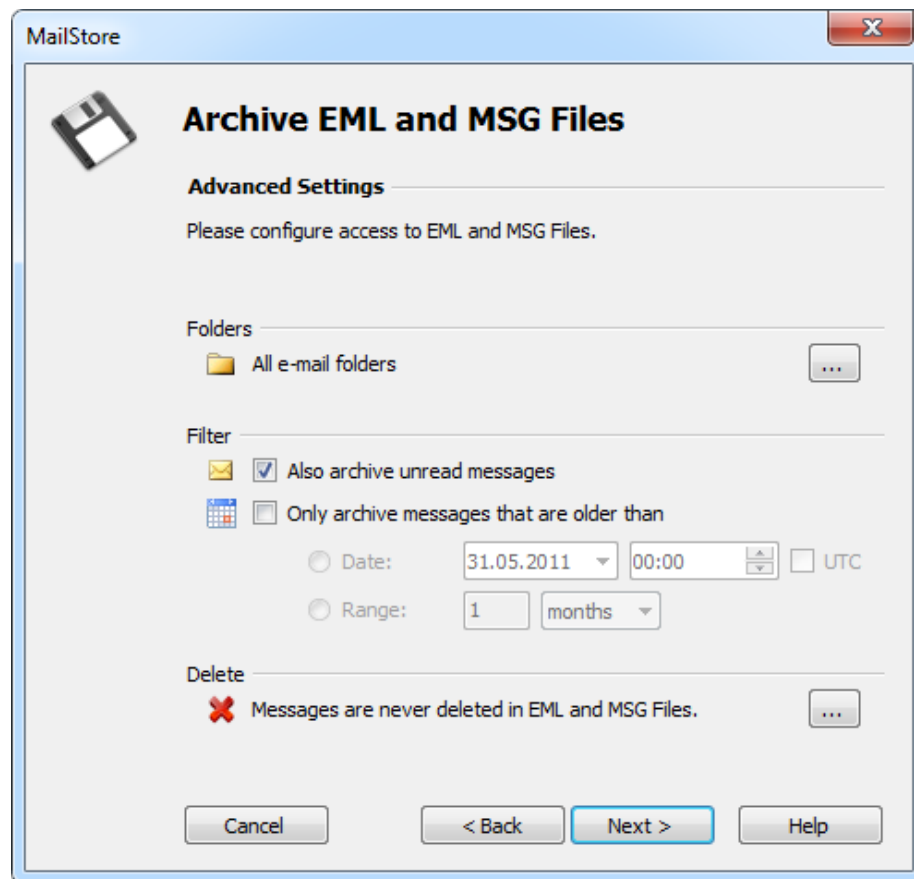 MailStore
Archive EML and MSG Files
Advanced Settings
Please configure access to EML and MSG Files.
Folders
All e-mail folders ...
Filter
Also archive unread messages
Only archive messages that are older than
Date: 31.05.2011 00:00 UTC
Range: 1 months
Delete
Messages are never deleted in EML and MSG Files. ...
Cancel < Back Next > Help